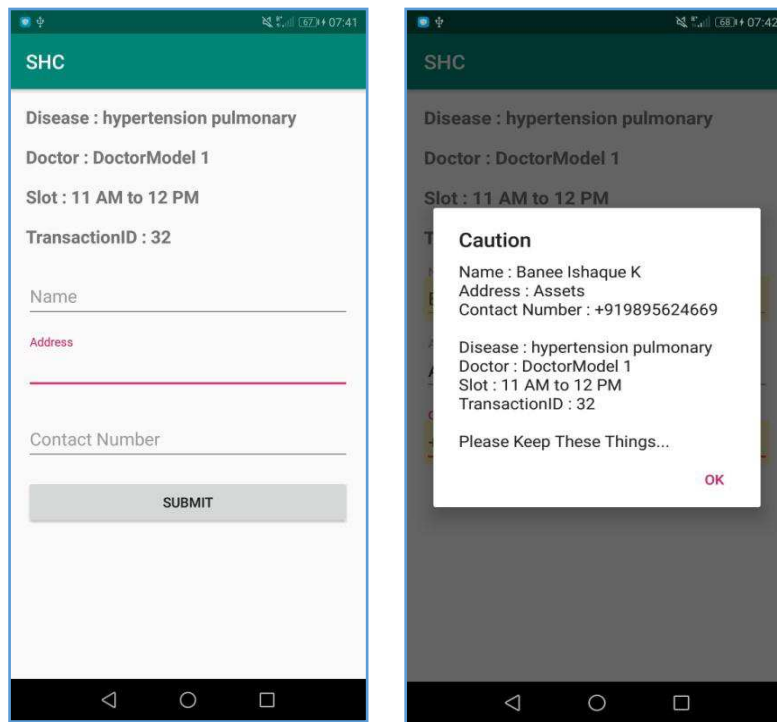 67 07:41
SHC
Disease : hypertension pulmonary
Doctor : DoctorModel 1
Slot : 11 AM to 12 PM
TransactionID : 32
Name
Address
Contact Number
SUBMIT
68 07:42
SHC
Disease : hypertension pulmonary
Doctor : DoctorModel 1
Slot : 11 AM to 12 PM
T
Caution
Name : Banee Ishaque K
Address : Assets
Contact Number : +919895624669
Disease : hypertension pulmonary
Doctor : DoctorModel 1
Slot : 11 AM to 12 PM
TransactionID : 32
Please Keep These Things...
OK